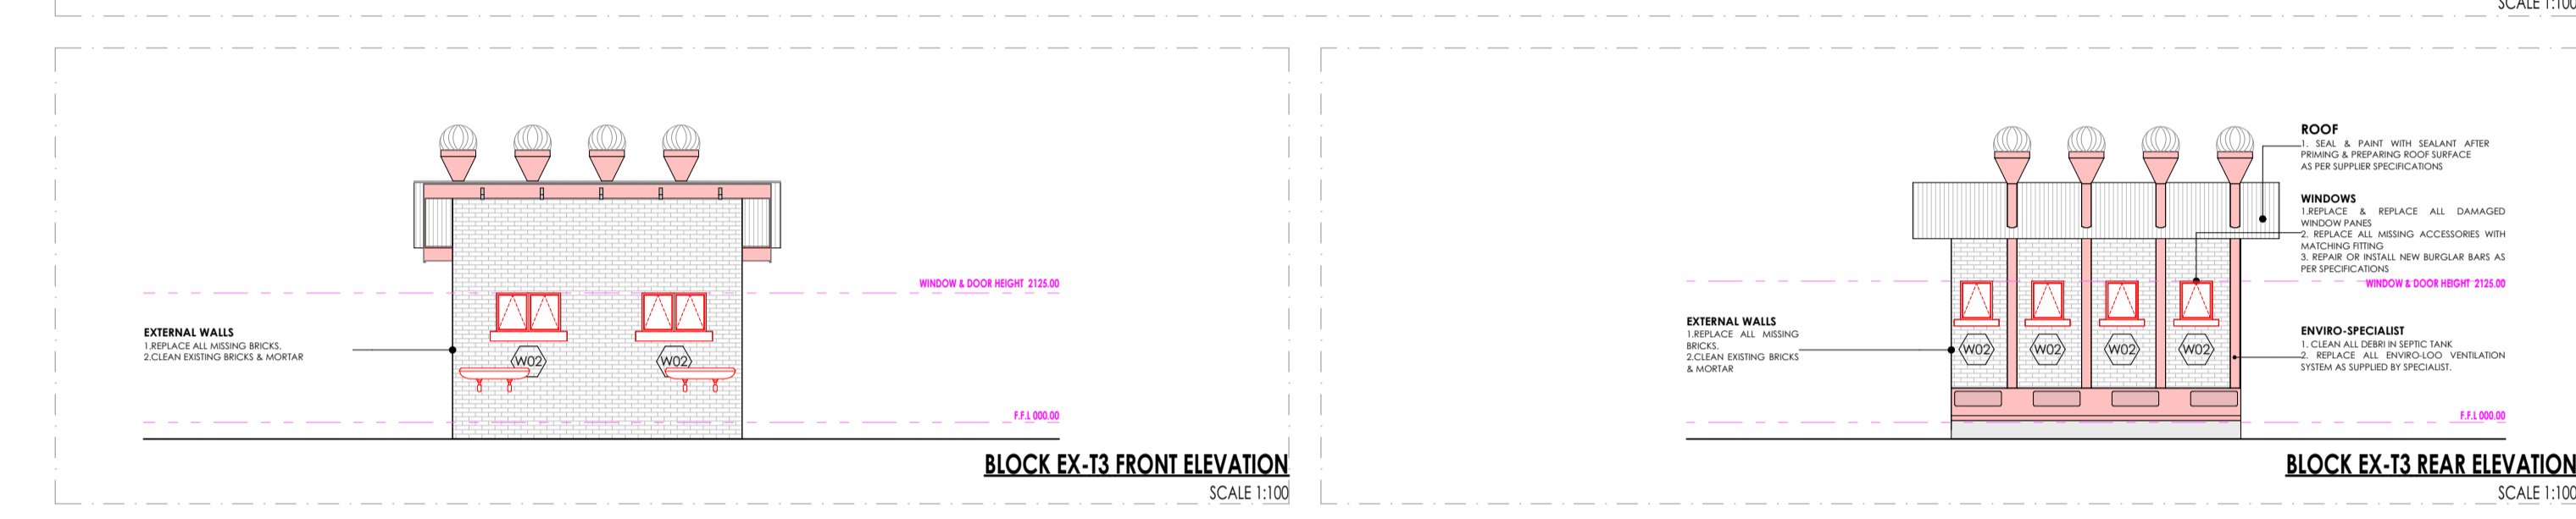 SCALE 1:100
EXTERNAL WALLS
1.REPLACE ALL MISSING BRICKS.
2.CLEAN EXISTING BRICKS & MORTAR
WINDOW & DOOR HEIGHT 2125.00
W02
W02
F.F.L 000.00
BLOCK EX-T3 FRONT ELEVATION
SCALE 1:100
EXTERNAL WALLS
1.REPLACE ALL MISSING
BRICKS.
2.CLEAN EXISTING BRICKS
& MORTAR
W02
W02
W02
W02
ROOF
1. SEAL & PAINT WITH SEALANT AFTER
PRIMING & PREPARING ROOF SURFACE
AS PER SUPPLIER SPECIFICATIONS
WINDOWS
1.REPLACE & REPLACE ALL DAMAGED
WINDOW PANES
2. REPLACE ALL MISSING ACCESSORIES WITH
MATCHING FITTING
3. REPAIR OR INSTALL NEW BURGLAR BARS AS
PER SPECIFICATIONS
WINDOW & DOOR HEIGHT 2125.00
ENVIRO-SPECIALIST
1. CLEAN ALL DEBRI IN SEPTIC TANK
2. REPLACE ALL ENVIRO-LOO VENTILATION
SYSTEM AS SUPPLIED BY SPECIALIST.
F.F.L 000.00
BLOCK EX-T3 REAR ELEVATION
SCALE 1:100